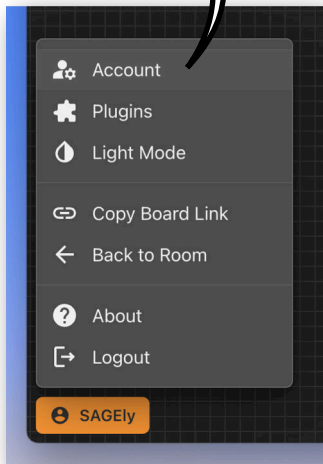 Account
Plugins
Light Mode
Copy Board Link
Back to Room
About
Logout
SAGEly